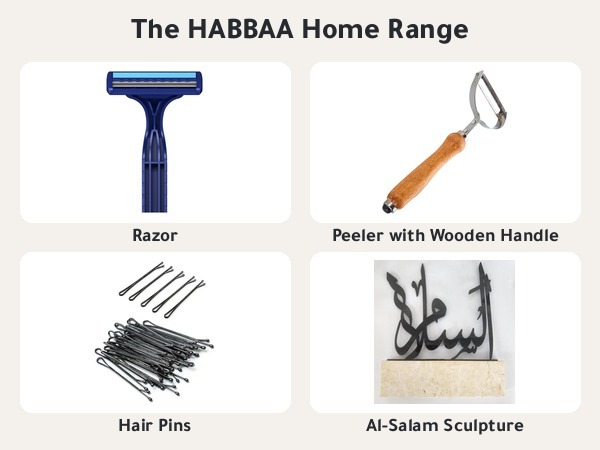 The HABBAA Home Range
Razor
Peeler with Wooden Handle
Hair Pins
السلام
Al-Salam Sculpture